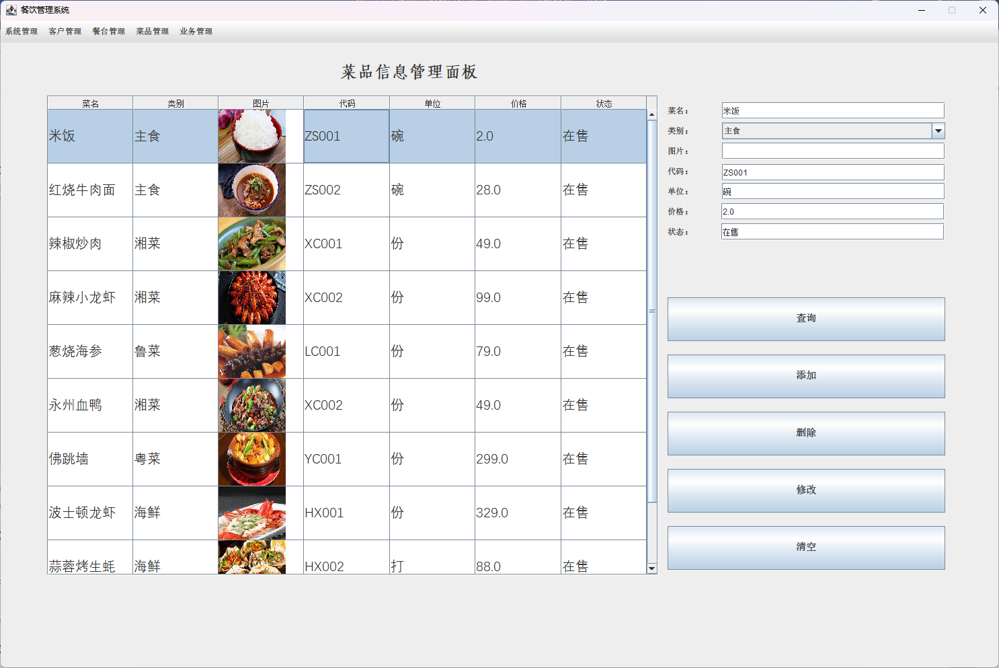 餐饮管理系统
系统管理 客户管理 餐台管理 菜品管理 业务管理
菜品信息管理面板
菜名 类别 图片 代码 单位 价格 状态
米饭 主食 ZS001 碗 2.0 在售
红烧牛肉面 主食 ZS002 碗 28.0 在售
辣椒炒肉 湘菜 XC001 份 49.0 在售
麻辣小龙虾 湘菜 XC002 份 99.0 在售
葱烧海参 鲁菜 LC001 份 79.0 在售
永州血鸭 湘菜 XC002 份 49.0 在售
佛跳墙 粤菜 YC001 份 299.0 在售
波士顿龙虾 海鲜 HX001 份 329.0 在售
蒜蓉烤生蚝 海鲜 HX002 打 88.0 在售
菜名： 米饭
类别： 主食
图片：
代码： ZS001
单位： 碗
价格： 2.0
状态： 在售
查询
添加
删除
修改
清空